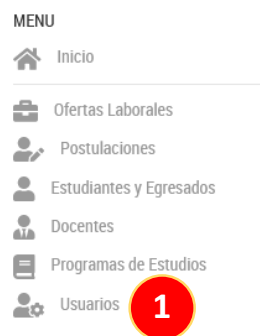 MENU
Inicio
Ofertas Laborales
Postulaciones
Estudiantes y Egresados
Docentes
Programas de Estudios
Usuarios 1